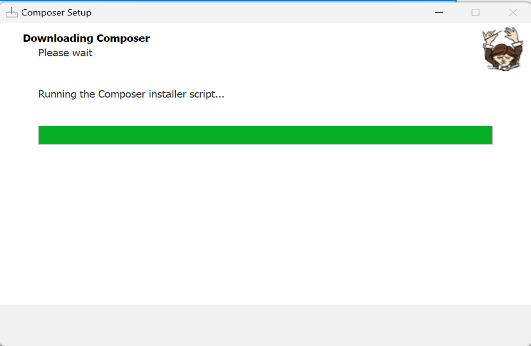 Composer Setup
Downloading Composer
Please wait
Running the Composer installer script...